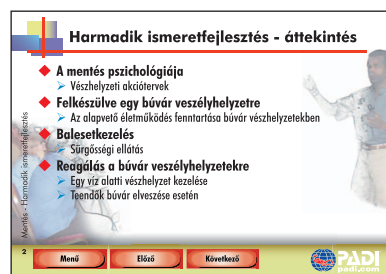 Harmadik ismeretfejlesztés - áttekintés
A mentés pszichológiája
Vészhelyzeti akciótervek
Felkészülve egy búvár veszélyhelyzetre
Az alapvető életműködés fenntartása búvár vészhelyzetekben
Balesetkezelés
Sürgősségi ellátás
Reagálás a búvár veszélyhelyzetekre
Egy víz alatti vészhelyzet kezelése
Teendők búvár elveszése esetén
Mentés - Harmadik ismeretfejlesztés
2
Menű
Előző
Következő
PADI
padi.com